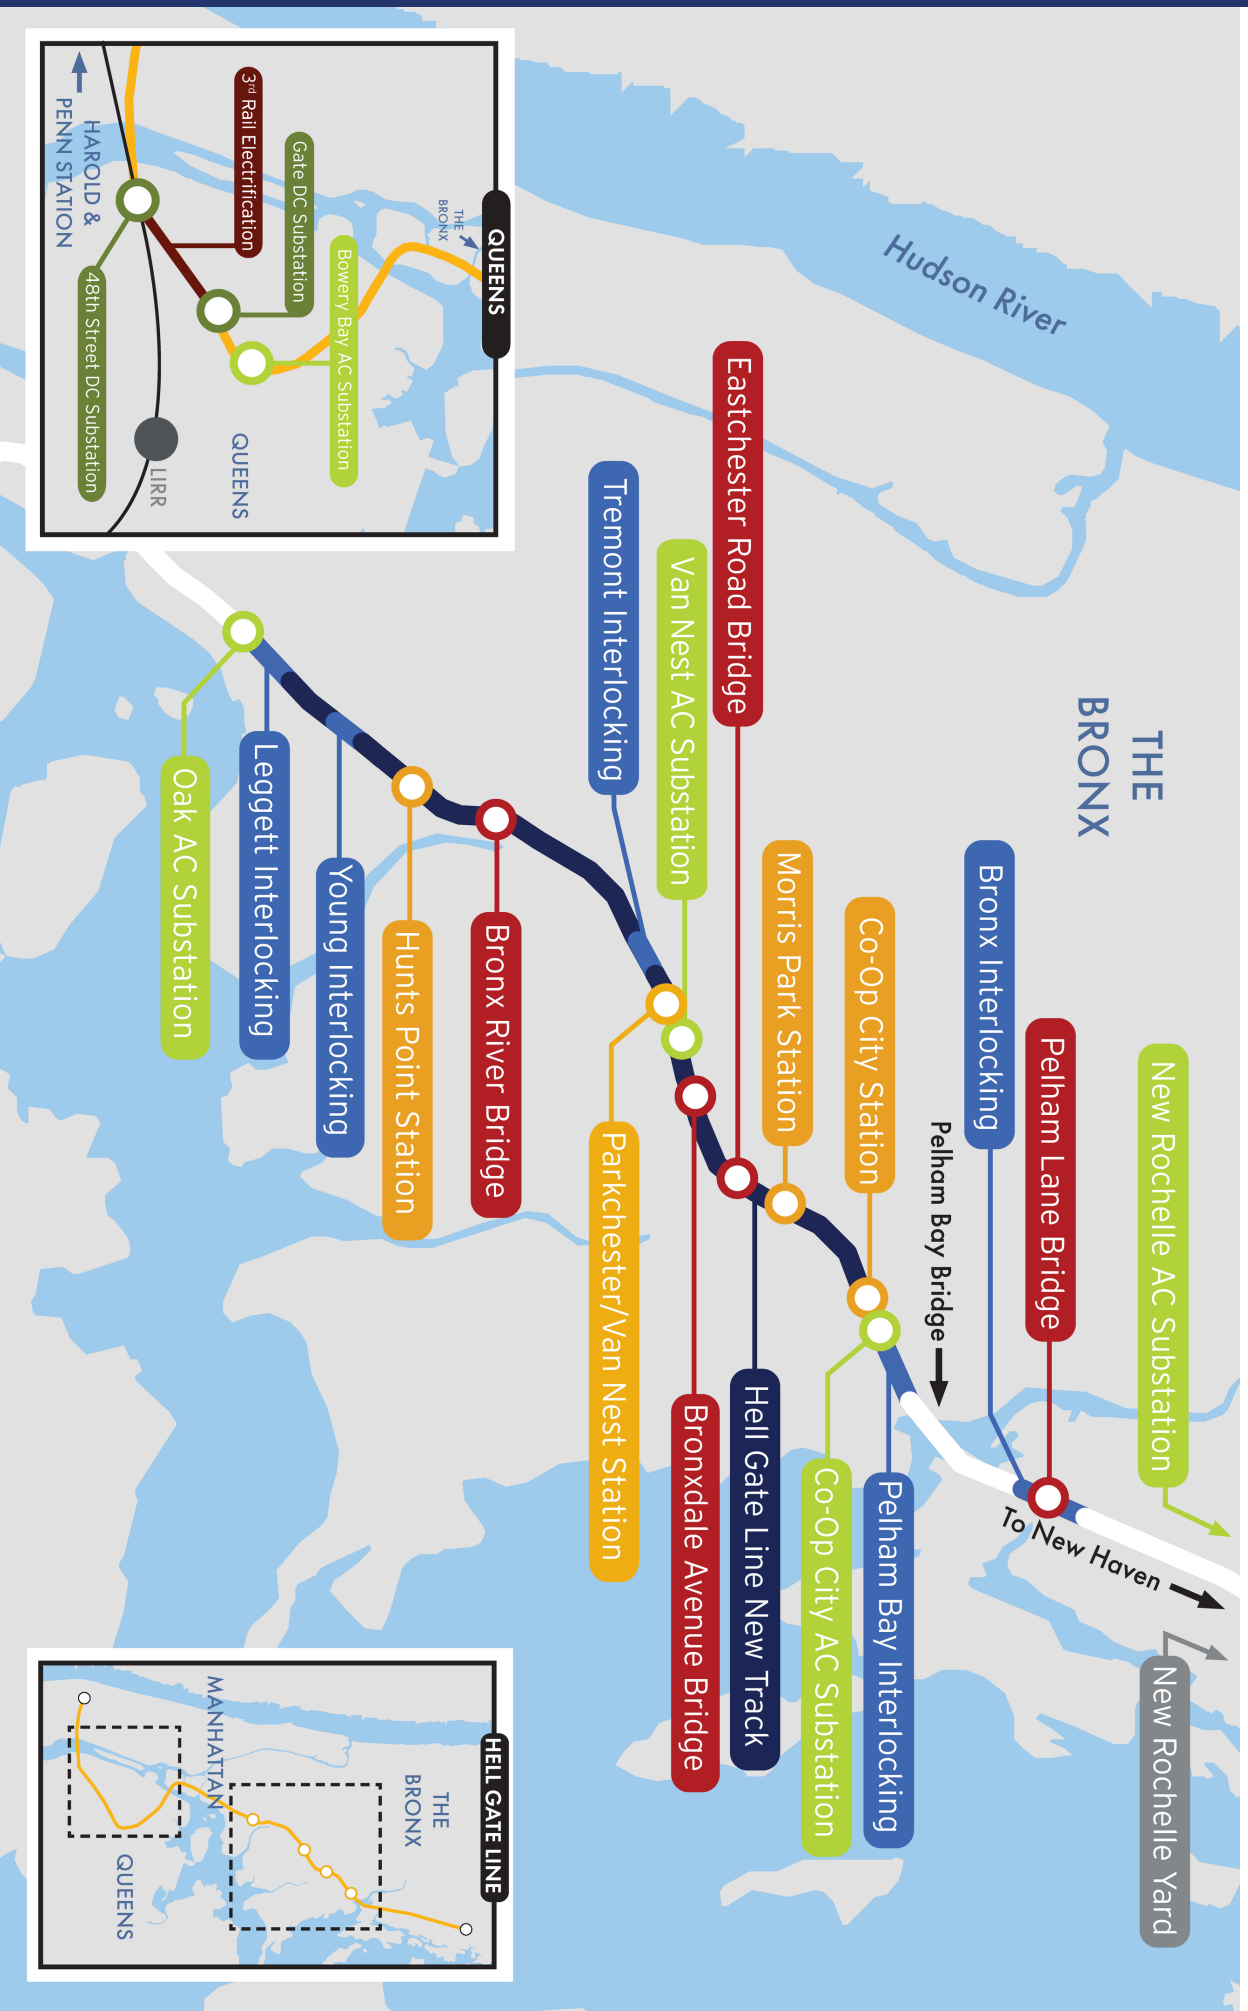 QUEENS
THE
BRONX
Bowery Bay AC Substation
Gate DC Substation
3rd Rail Electrification
HAROLD &
PENN STATION
48th Street DC Substation
LIRR
QUEENS
Hudson River
THE
BRONX
New Rochelle AC Substation
Pelham Lane Bridge
Bronx Interlocking
Pelham Bay Bridge
Co-Op City Station
Morris Park Station
Eastchester Road Bridge
Van Nest AC Substation
Tremont Interlocking
To New Haven
New Rochelle Yard
Pelham Bay Interlocking
Co-Op City AC Substation
Hell Gate Line New Track
Bronxdale Avenue Bridge
Parkchester/Van Nest Station
Bronx River Bridge
Hunts Point Station
Young Interlocking
Leggett Interlocking
Oak AC Substation
HELL GATE LINE
THE
BRONX
MANHATTAN
QUEENS